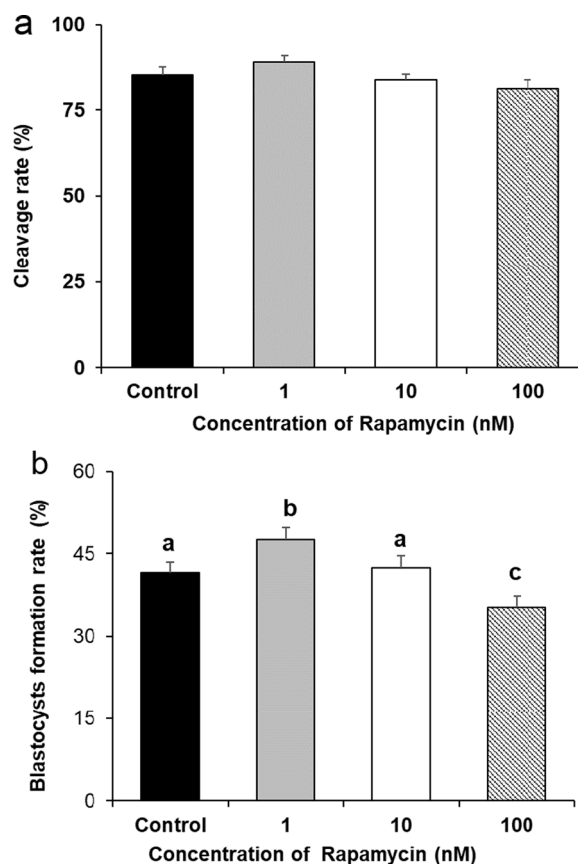 a
100
75
50
25
0
Cleavage rate (%)
Control 1 10 100
Concentration of Rapamycin (nM)
b
60
45
30
15
0
Blastocysts formation rate (%)
a b a c
Control 1 10 100
Concentration of Rapamycin (nM)